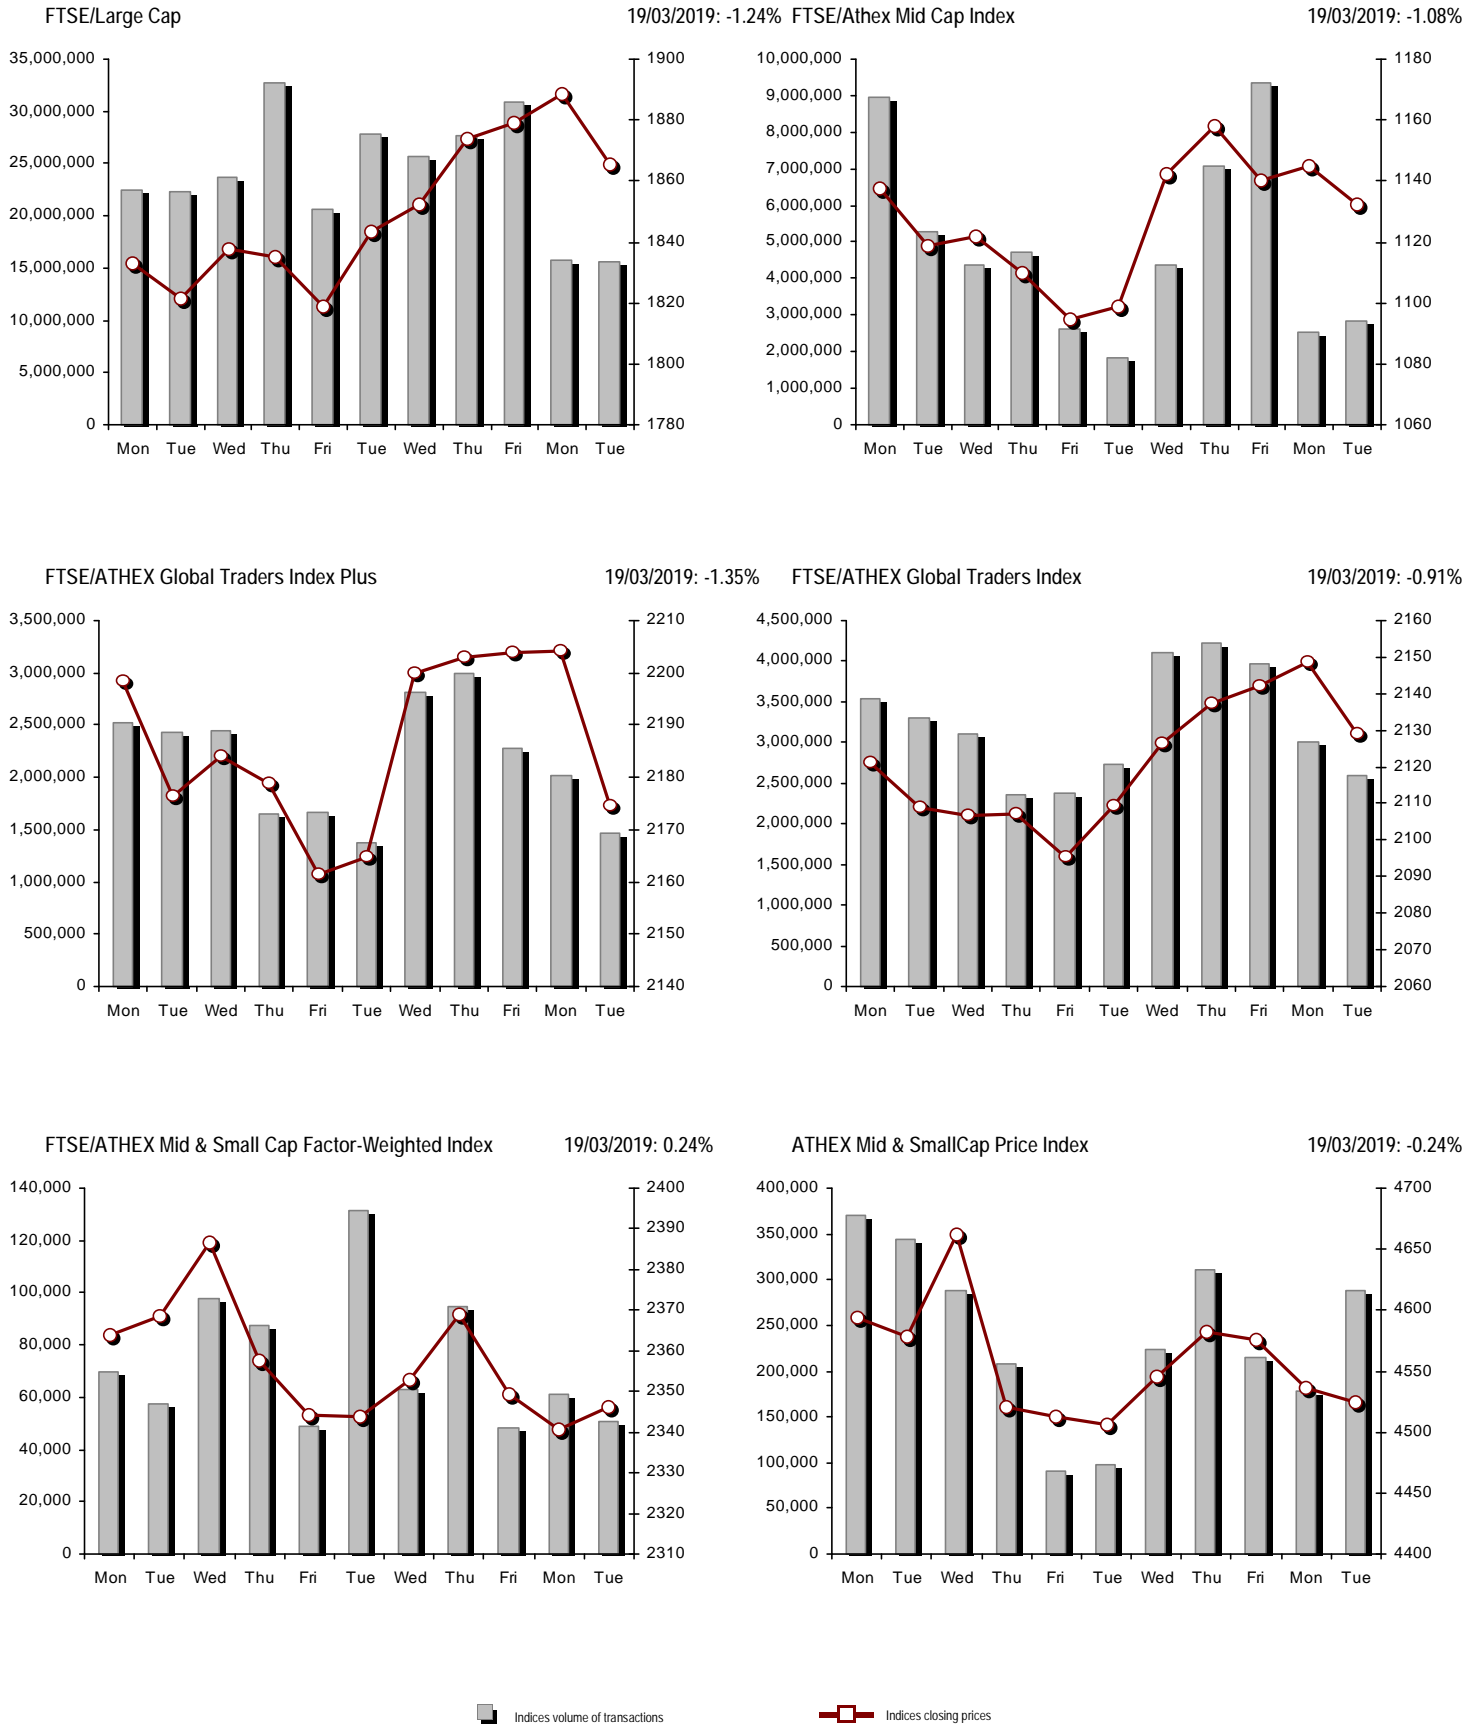 FTSE/Large Cap 19/03/2019: -1.24% FTSE/Athex Mid Cap Index 19/03/2019: -1.08%
35,000,000 1900 10,000,000 1180
9,000,000
30,000,000 1880 1160
8,000,000
25,000,000 1860 7,000,000 1140
20,000,000 6,000,000
1840 5,000,000 1120
15,000,000 4,000,000
1820 1100
10,000,000 3,000,000
5,000,000 1800 2,000,000 1080
1,000,000
0 1780 0 1060
Mon Tue Wed Thu Fri Tue Wed Thu Fri Mon Tue Mon Tue Wed Thu Fri Tue Wed Thu Fri Mon Tue
FTSE/ATHEX Global Traders Index Plus 19/03/2019: -1.35% FTSE/ATHEX Global Traders Index 19/03/2019: -0.91%
3,500,000 2210 4,500,000 2160
4,000,000 2150
3,000,000 2200
3,500,000 2140
2,500,000 2190
3,000,000 2130
2,000,000 2180 2,500,000 2120
2,000,000 2110
1,500,000 2170
2100
1,500,000
1,000,000 2160 2090
1,000,000 2080
500,000 2150
500,000 2070
0 2140 0 2060
Mon Tue Wed Thu Fri Tue Wed Thu Fri Mon Tue Mon Tue Wed Thu Fri Tue Wed Thu Fri Mon Tue
FTSE/ATHEX Mid & Small Cap Factor-Weighted Index 19/03/2019: 0.24% ATHEX Mid & SmallCap Price Index 19/03/2019: -0.24%
140,000 2400 400,000 4700
2390
120,000 350,000 4650
2380
100,000 300,000
2370 4600
80,000 250,000
2360
200,000 4550
60,000 2350
150,000
40,000 2340 4500
2330 100,000
20,000 4450
2320 50,000
0 2310 0 4400
Mon Tue Wed Thu Fri Tue Wed Thu Fri Mon Tue Mon Tue Wed Thu Fri Tue Wed Thu Fri Mon Tue
Indices volume of transactions Indices closing prices